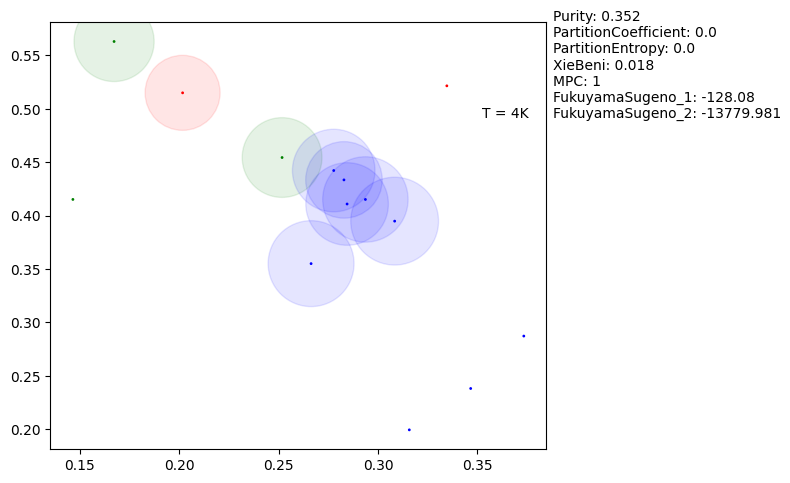 Purity: 0.352
PartitionCoefficient: 0.0
PartitionEntropy: 0.0
XieBeni: 0.018
MPC: 1
FukuyamaSugeno_1: -128.08
FukuyamaSugeno_2: -13779.981
T = 4K
0.55
0.50
0.45
0.40
0.35
0.30
0.25
0.20
0.15
0.20
0.25
0.30
0.35